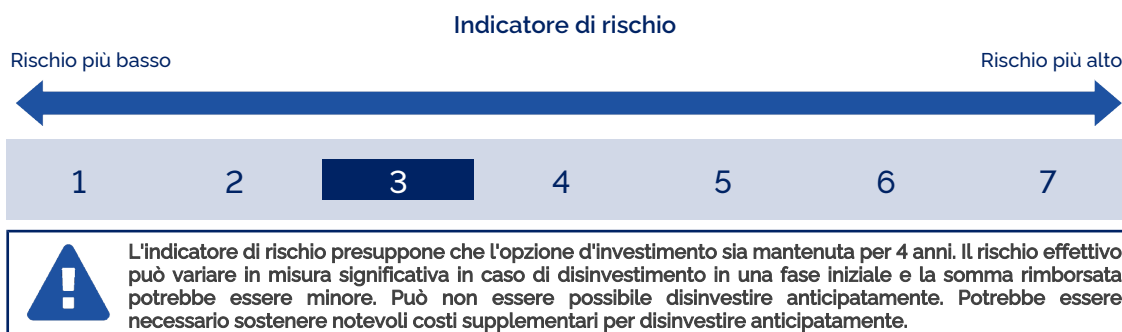 Indicatore di rischio
Rischio più basso
Rischio più alto
1 2 3 4 5 6 7
L'indicatore di rischio presuppone che l'opzione d'investimento sia mantenuta per 4 anni. Il rischio effettivo
può variare in misura significativa in caso di disinvestimento in una fase iniziale e la somma rimborsata
potrebbe essere minore. Può non essere possibile disinvestire anticipatamente. Potrebbe essere
necessario sostenere notevoli costi supplementari per disinvestire anticipatamente.